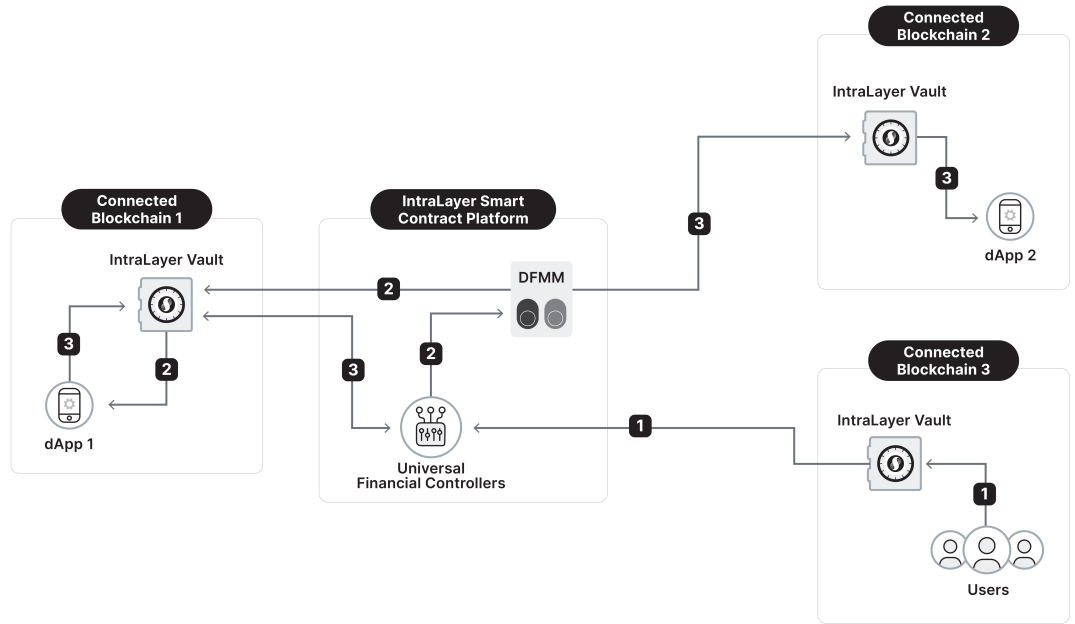 Connected
Blockchain 2
IntraLayer Vault
3
dApp 2
3
Connected
Blockchain 1
IntraLayer Vault
3
2
dApp 1
IntraLayer Smart
Contract Platform
DFMM
2
2
3
Universal
Financial Controllers
1
Connected
Blockchain 3
IntraLayer Vault
1
Users